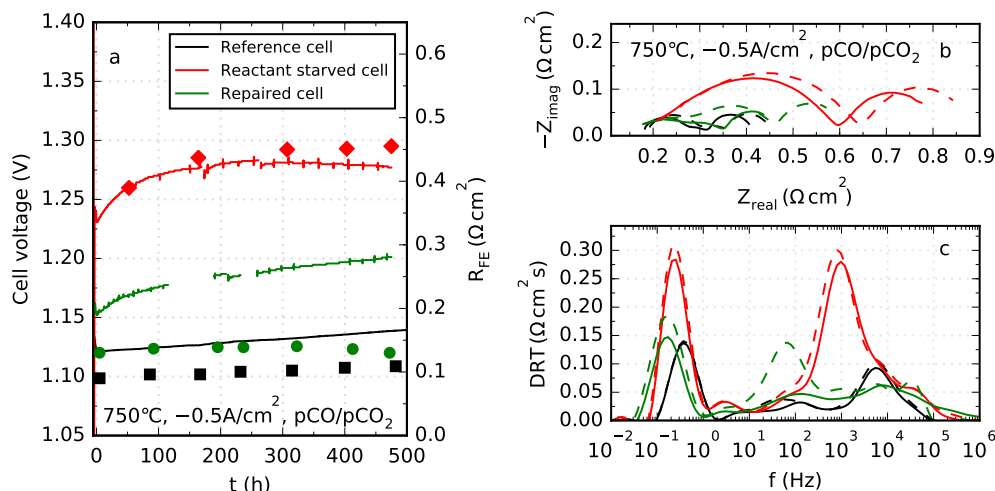 a
Reference cell
Reactant starved cell
Repaired cell
750℃, −0.5A/cm², pCO/pCO₂
1.40
1.35
1.30
1.25
1.20
1.15
1.10
1.05
Cell voltage (V)
0 100 200 300 400 500
t (h)
0.6
0.5
0.4
0.3
0.2
0.1
0.0
R_FE (Ω cm²)
b
750℃, −0.5A/cm², pCO/pCO₂
0.2
0.1
0.0
−Z_imag (Ω cm²)
0.2 0.3 0.4 0.5 0.6 0.7 0.8 0.9
Z_real (Ω cm²)
c
0.30
0.25
0.20
0.15
0.10
0.05
0.00
DRT (Ω cm² s)
10⁻² 10⁻¹ 10⁰ 10¹ 10² 10³ 10⁴ 10⁵ 10⁶
f (Hz)